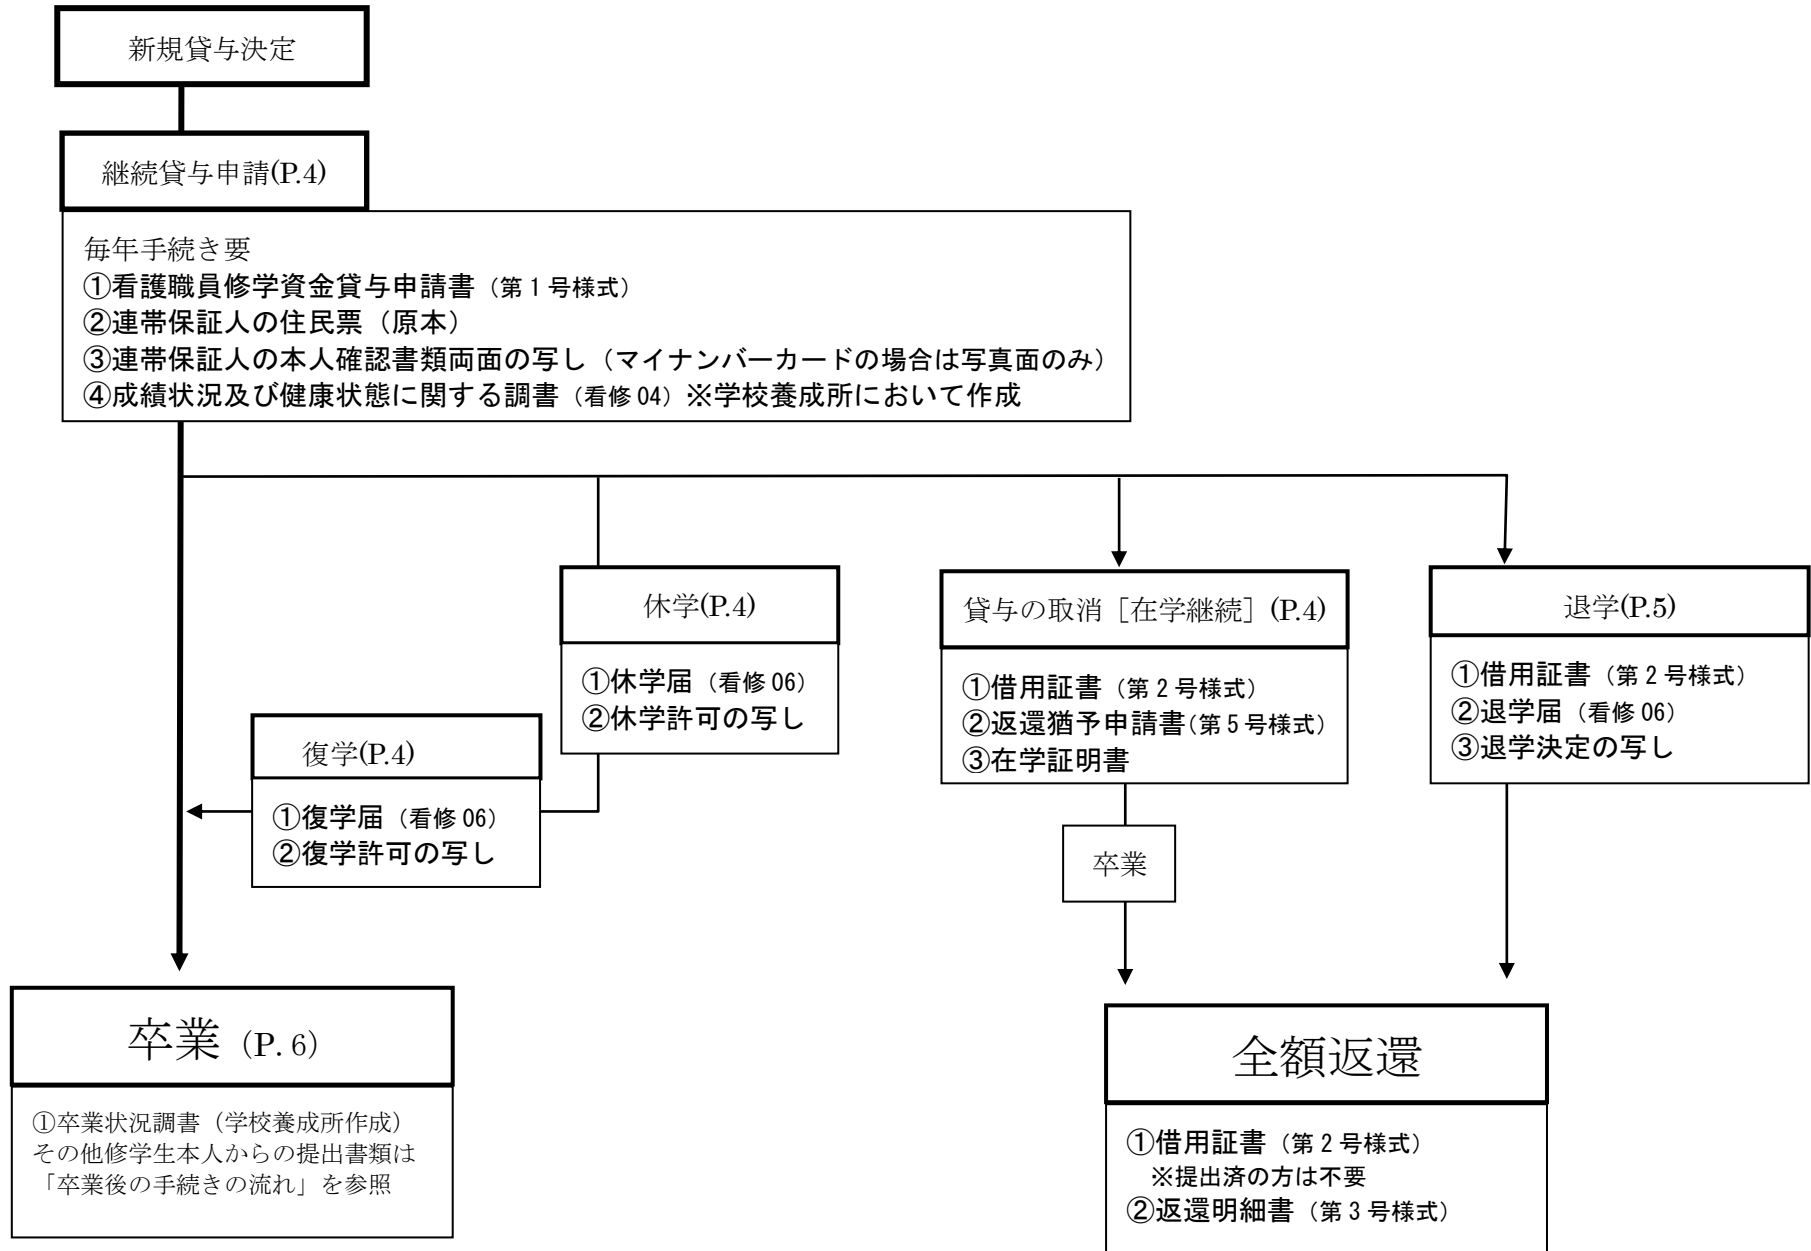 新規貸与決定
継続貸与申請(P.4)
毎年手続き要
①看護職員修学資金貸与申請書（第１号様式）
②連帯保証人の住民票（原本）
③連帯保証人の本人確認書類両面の写し（マイナンバーカードの場合は写真面のみ）
④成績状況及び健康状態に関する調書（看修04）※学校養成所において作成
休学(P.4)
①休学届（看修06）
②休学許可の写し
復学(P.4)
①復学届（看修06）
②復学許可の写し
貸与の取消［在学継続］(P.4)
①借用証書（第２号様式）
②返還猶予申請書(第５号様式)
③在学証明書
卒業
退学(P.5)
①借用証書（第２号様式）
②退学届（看修06）
③退学決定の写し
卒業（P. 6）
①卒業状況調書（学校養成所作成）
その他修学生本人からの提出書類は
「卒業後の手続きの流れ」を参照
全額返還
①借用証書（第２号様式）
※提出済の方は不要
②返還明細書（第３号様式）